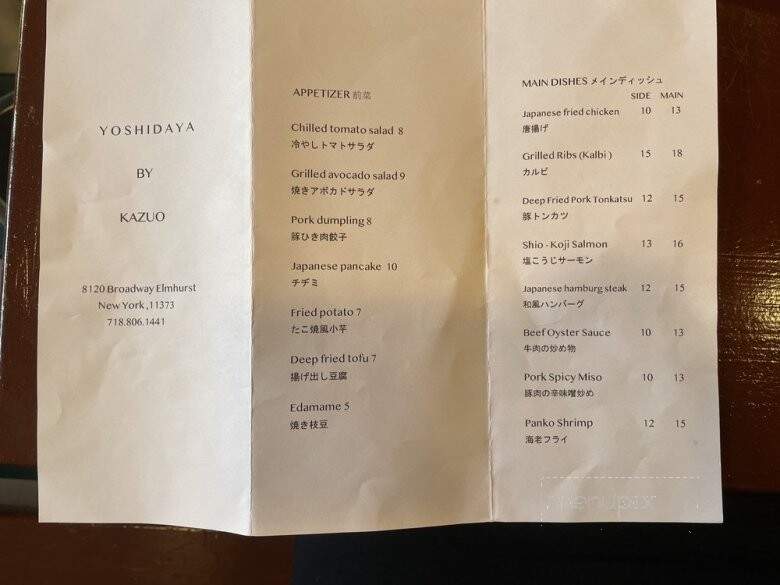 YOSHIDAYA
BY
KAZUO
8120 Broadway Elmhurst
New York ,11373
718.806.1441
APPETIZER 前菜
Chilled tomato salad 8
冷やしトマトサラダ
Grilled avocado salad 9
焼きアボカドサラダ
Pork dumpling 8
豚ひき肉餃子
Japanese pancake 10
チヂミ
Fried potato 7
たこ焼風小芋
Deep fried tofu 7
揚げ出し豆腐
Edamame 5
焼き枝豆
MAIN DISHES メインディッシュ
SIDE MAIN
Japanese fried chicken 10 13
唐揚げ
Grilled Ribs (Kalbi ) 15 18
カルビ
Deep Fried Pork Tonkatsu 12 15
豚トンカツ
Shio - Koji Salmon 13 16
塩こうじサーモン
Japanese hamburg steak 12 15
和風ハンバーグ
Beef Oyster Sauce 10 13
牛肉の炒め物
Pork Spicy Miso 10 13
豚肉の辛味噌炒め
Panko Shrimp 12 15
海老フライ
menupix